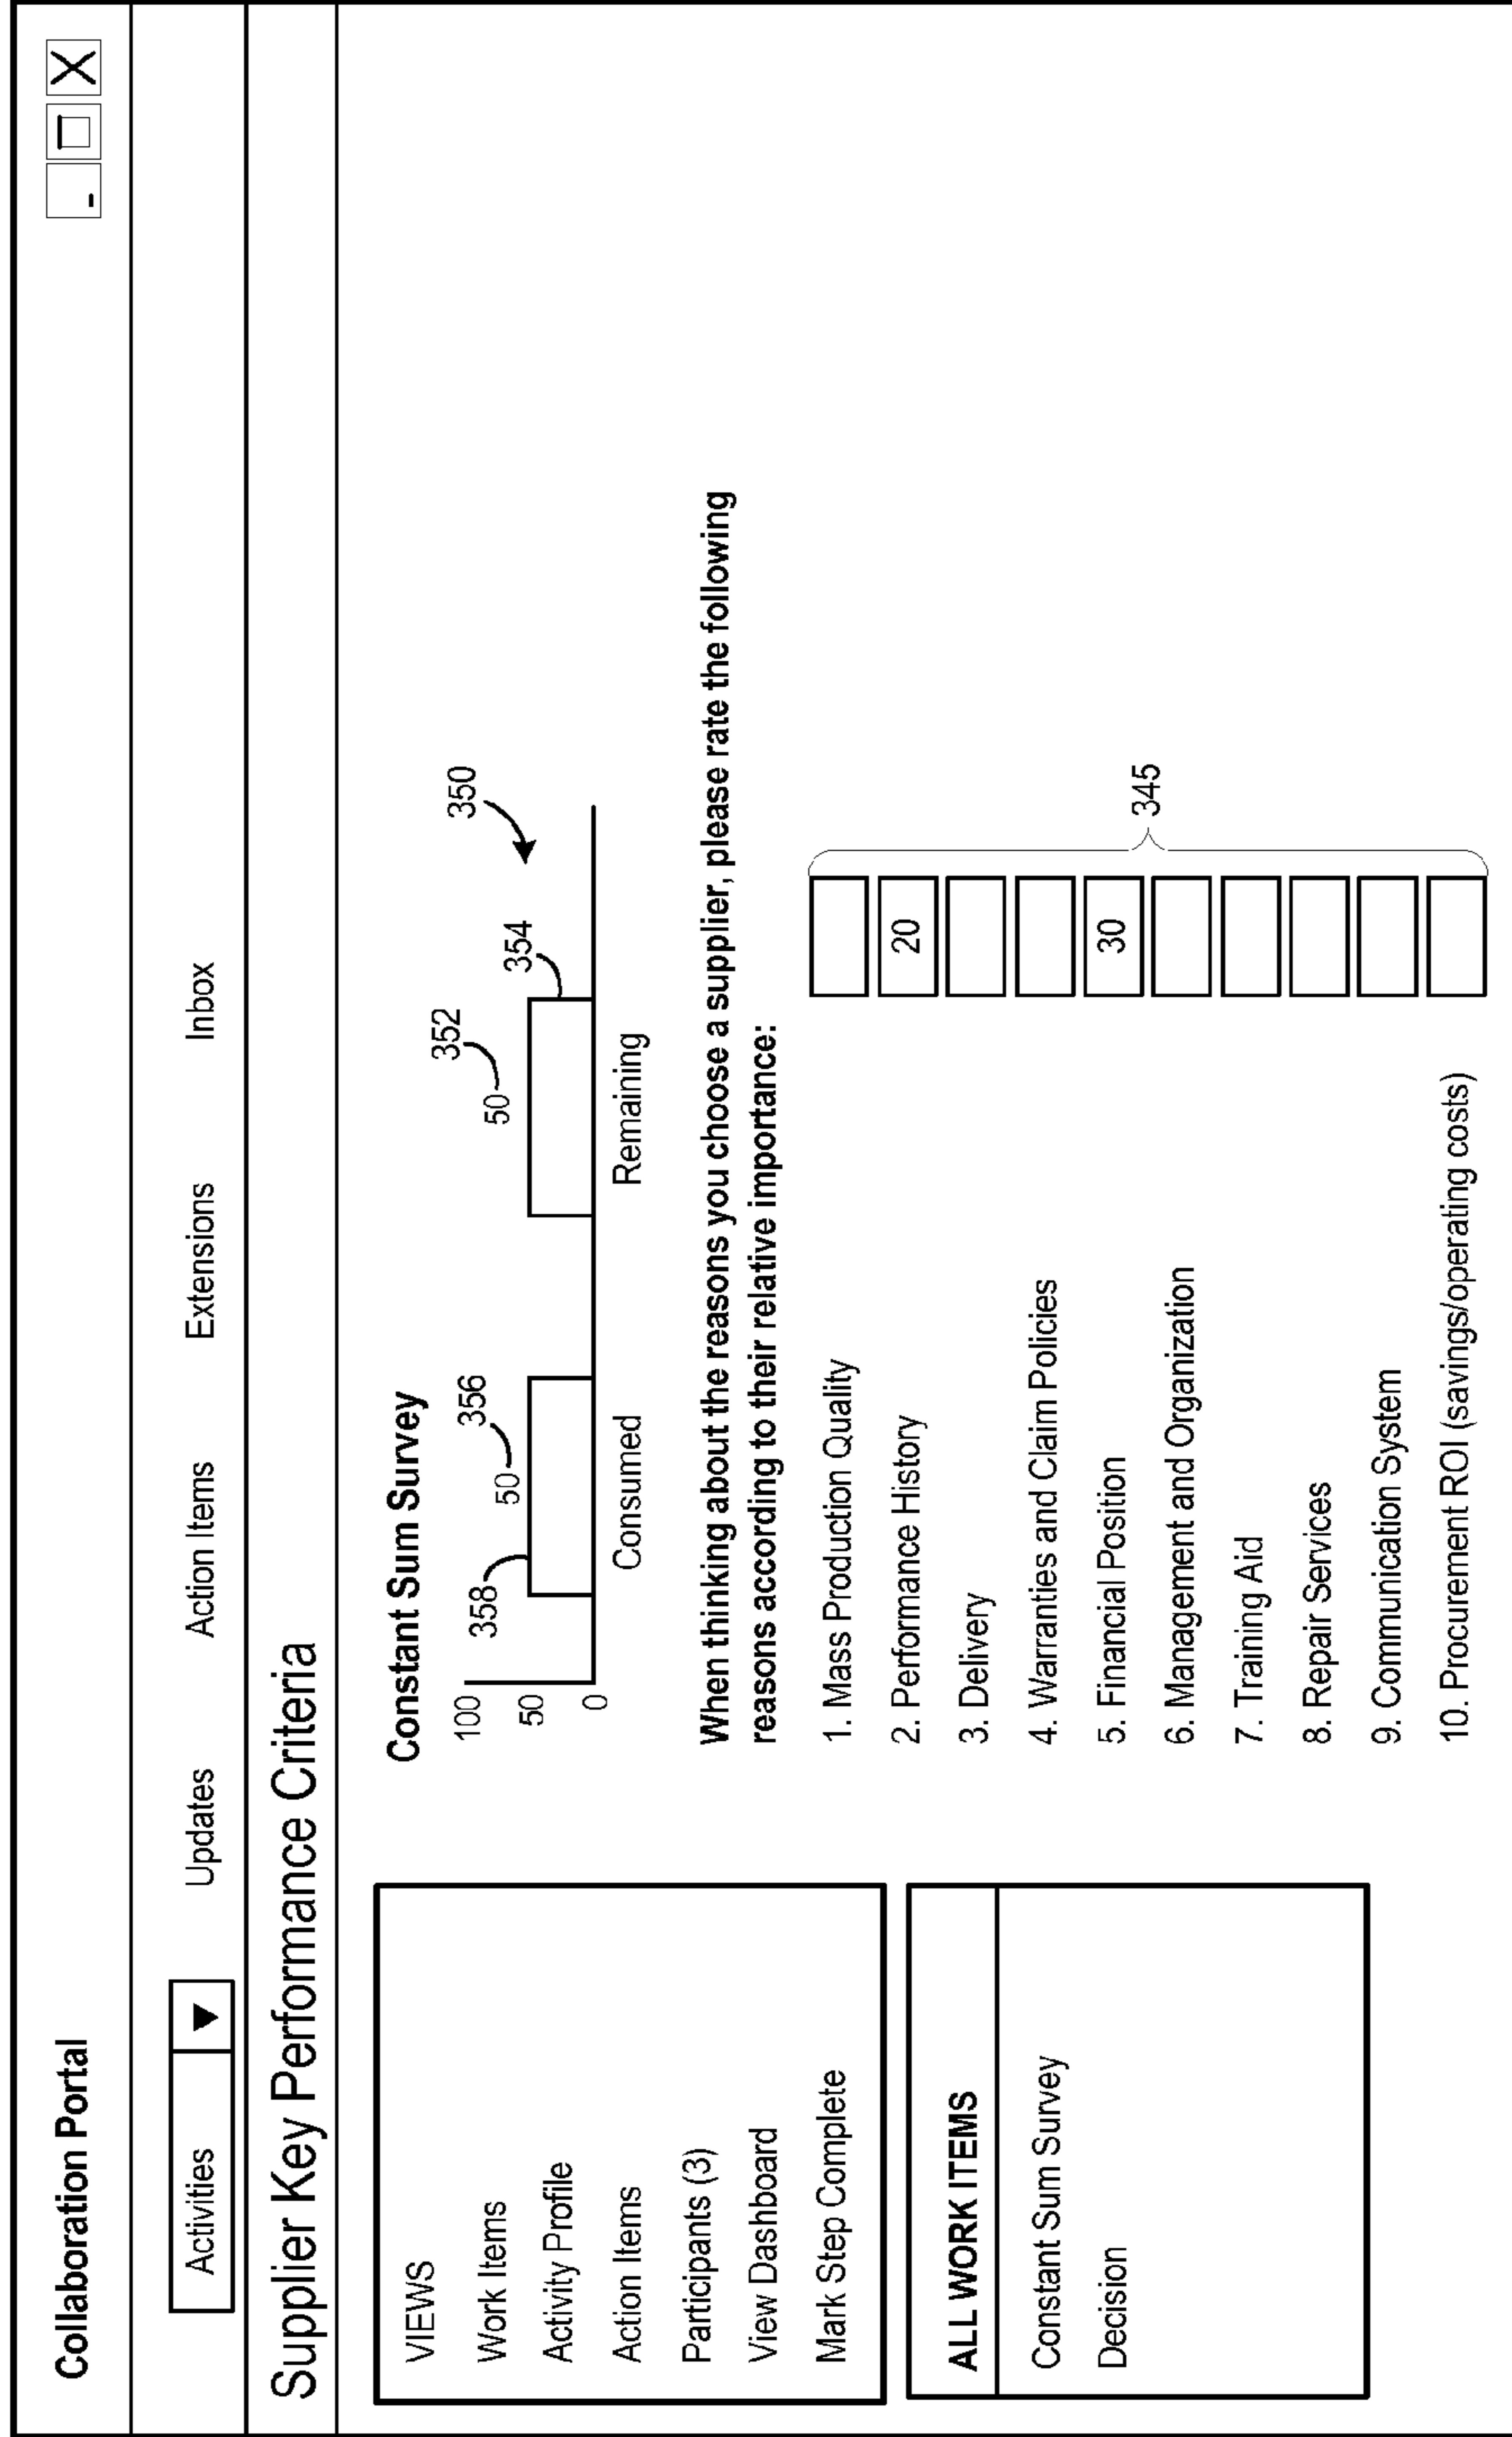 Collaboration Portal
- X
Activities ▼ Updates Action Items Extensions Inbox
Supplier Key Performance Criteria
VIEWS
Work Items
Activity Profile
Action Items
Participants (3)
View Dashboard
Mark Step Complete
ALL WORK ITEMS
Constant Sum Survey
Decision
Constant Sum Survey
100
50
0
358
50
356
Consumed
50
352
354
350
Remaining
When thinking about the reasons you choose a supplier, please rate the following
reasons according to their relative importance:
1. Mass Production Quality
2. Performance History 20
3. Delivery
4. Warranties and Claim Policies
5. Financial Position 30
6. Management and Organization
7. Training Aid
8. Repair Services
9. Communication System
10. Procurement ROI (savings/operating costs)
345